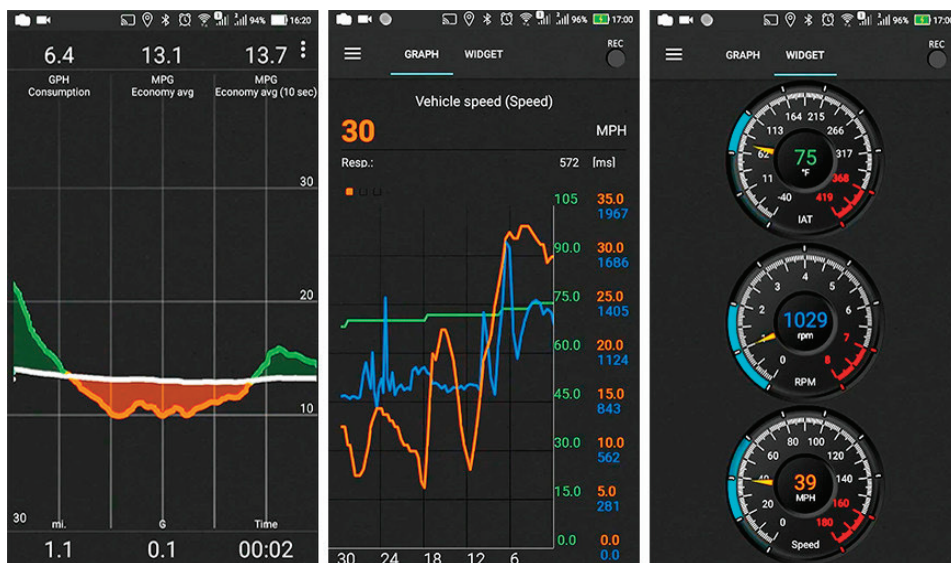 94% 16:20
6.4 13.1 13.7
GPH MPG MPG
Consumption Economy avg Economy avg (10 sec)
30
20
10
30 mi. G Time
1.1 0.1 00:02
96% 17:00
GRAPH WIDGET REC
Vehicle speed (Speed)
30 MPH
Resp.: 572 [ms]
105 35.0
1967
90.0 30.0
1686
75.0 25.0
1405
60.0 20.0
1124
45.0 15.0
843
30.0 10.0
562
15.0 5.0
281
0.0 0.0
0.0
30 24 18 12 6
96% 17:00
GRAPH WIDGET REC
164 215
113 266
62 75 317
°F
11 368
-40 419
IAT
3 4 5
2 6
1 1029 7
rpm
0 8
RPM
80 100
60 120
40 39 140
MPH
20 160
0 180
Speed